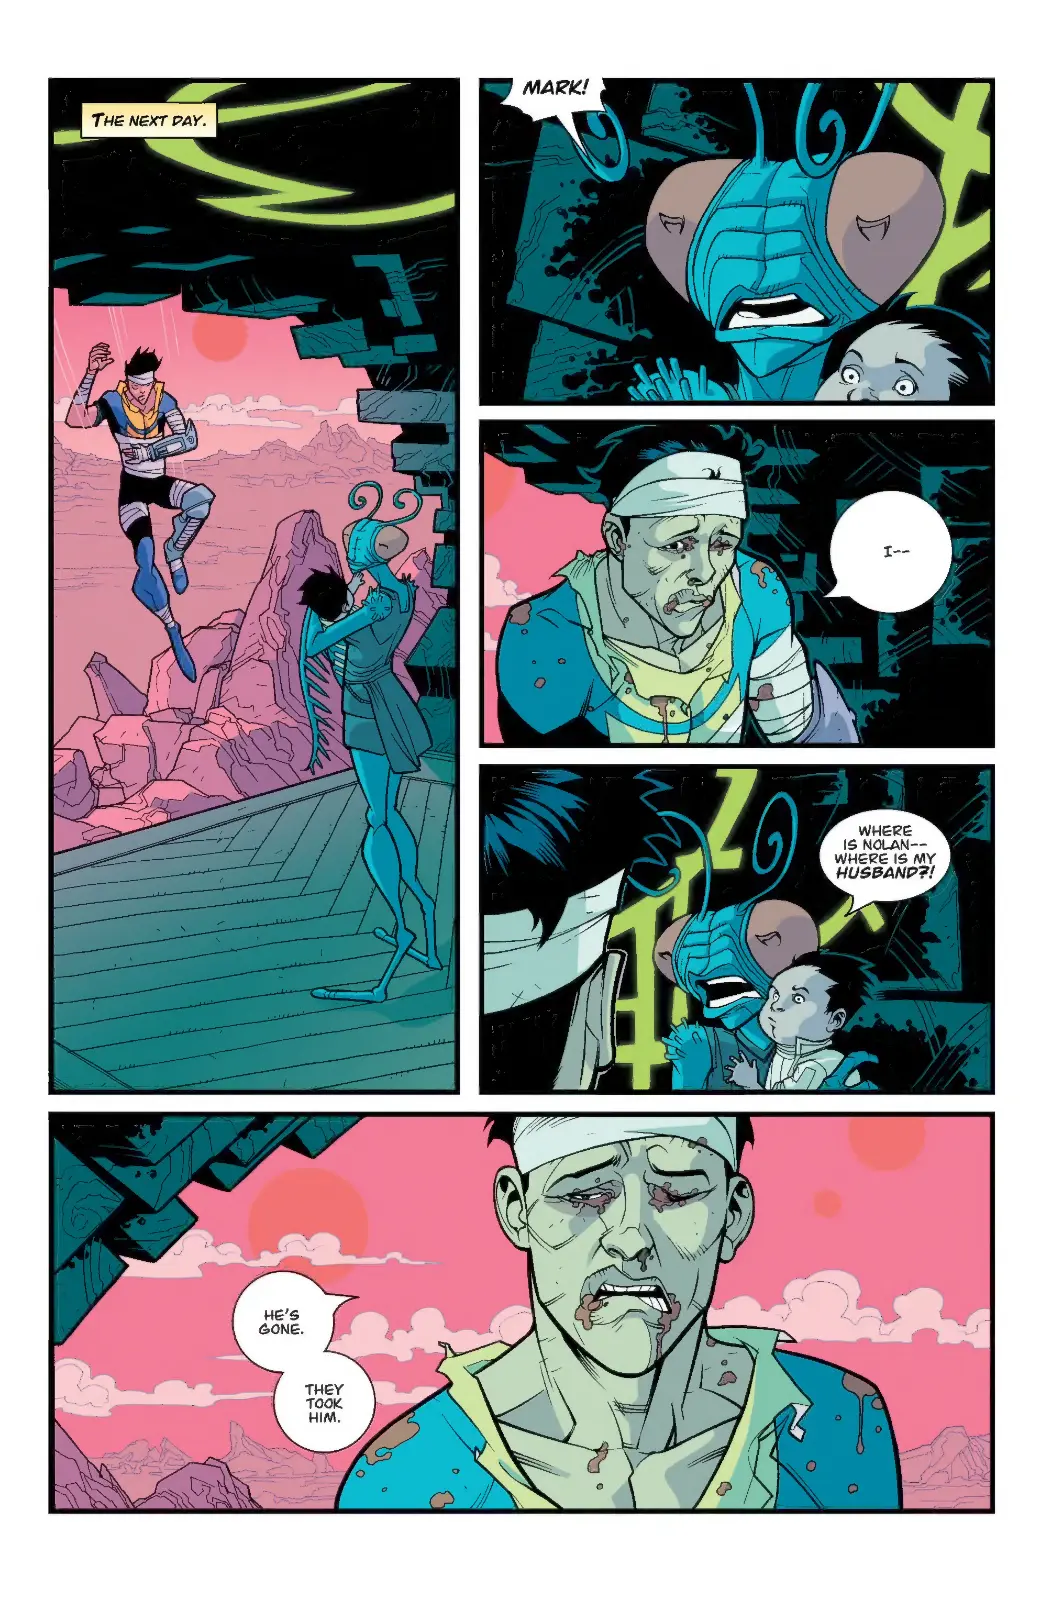 THE NEXT DAY.
MARK!
I--
WHERE
IS NOLAN--
WHERE IS MY
HUSBAND?!
HE'S
GONE.
THEY
TOOK
HIM.